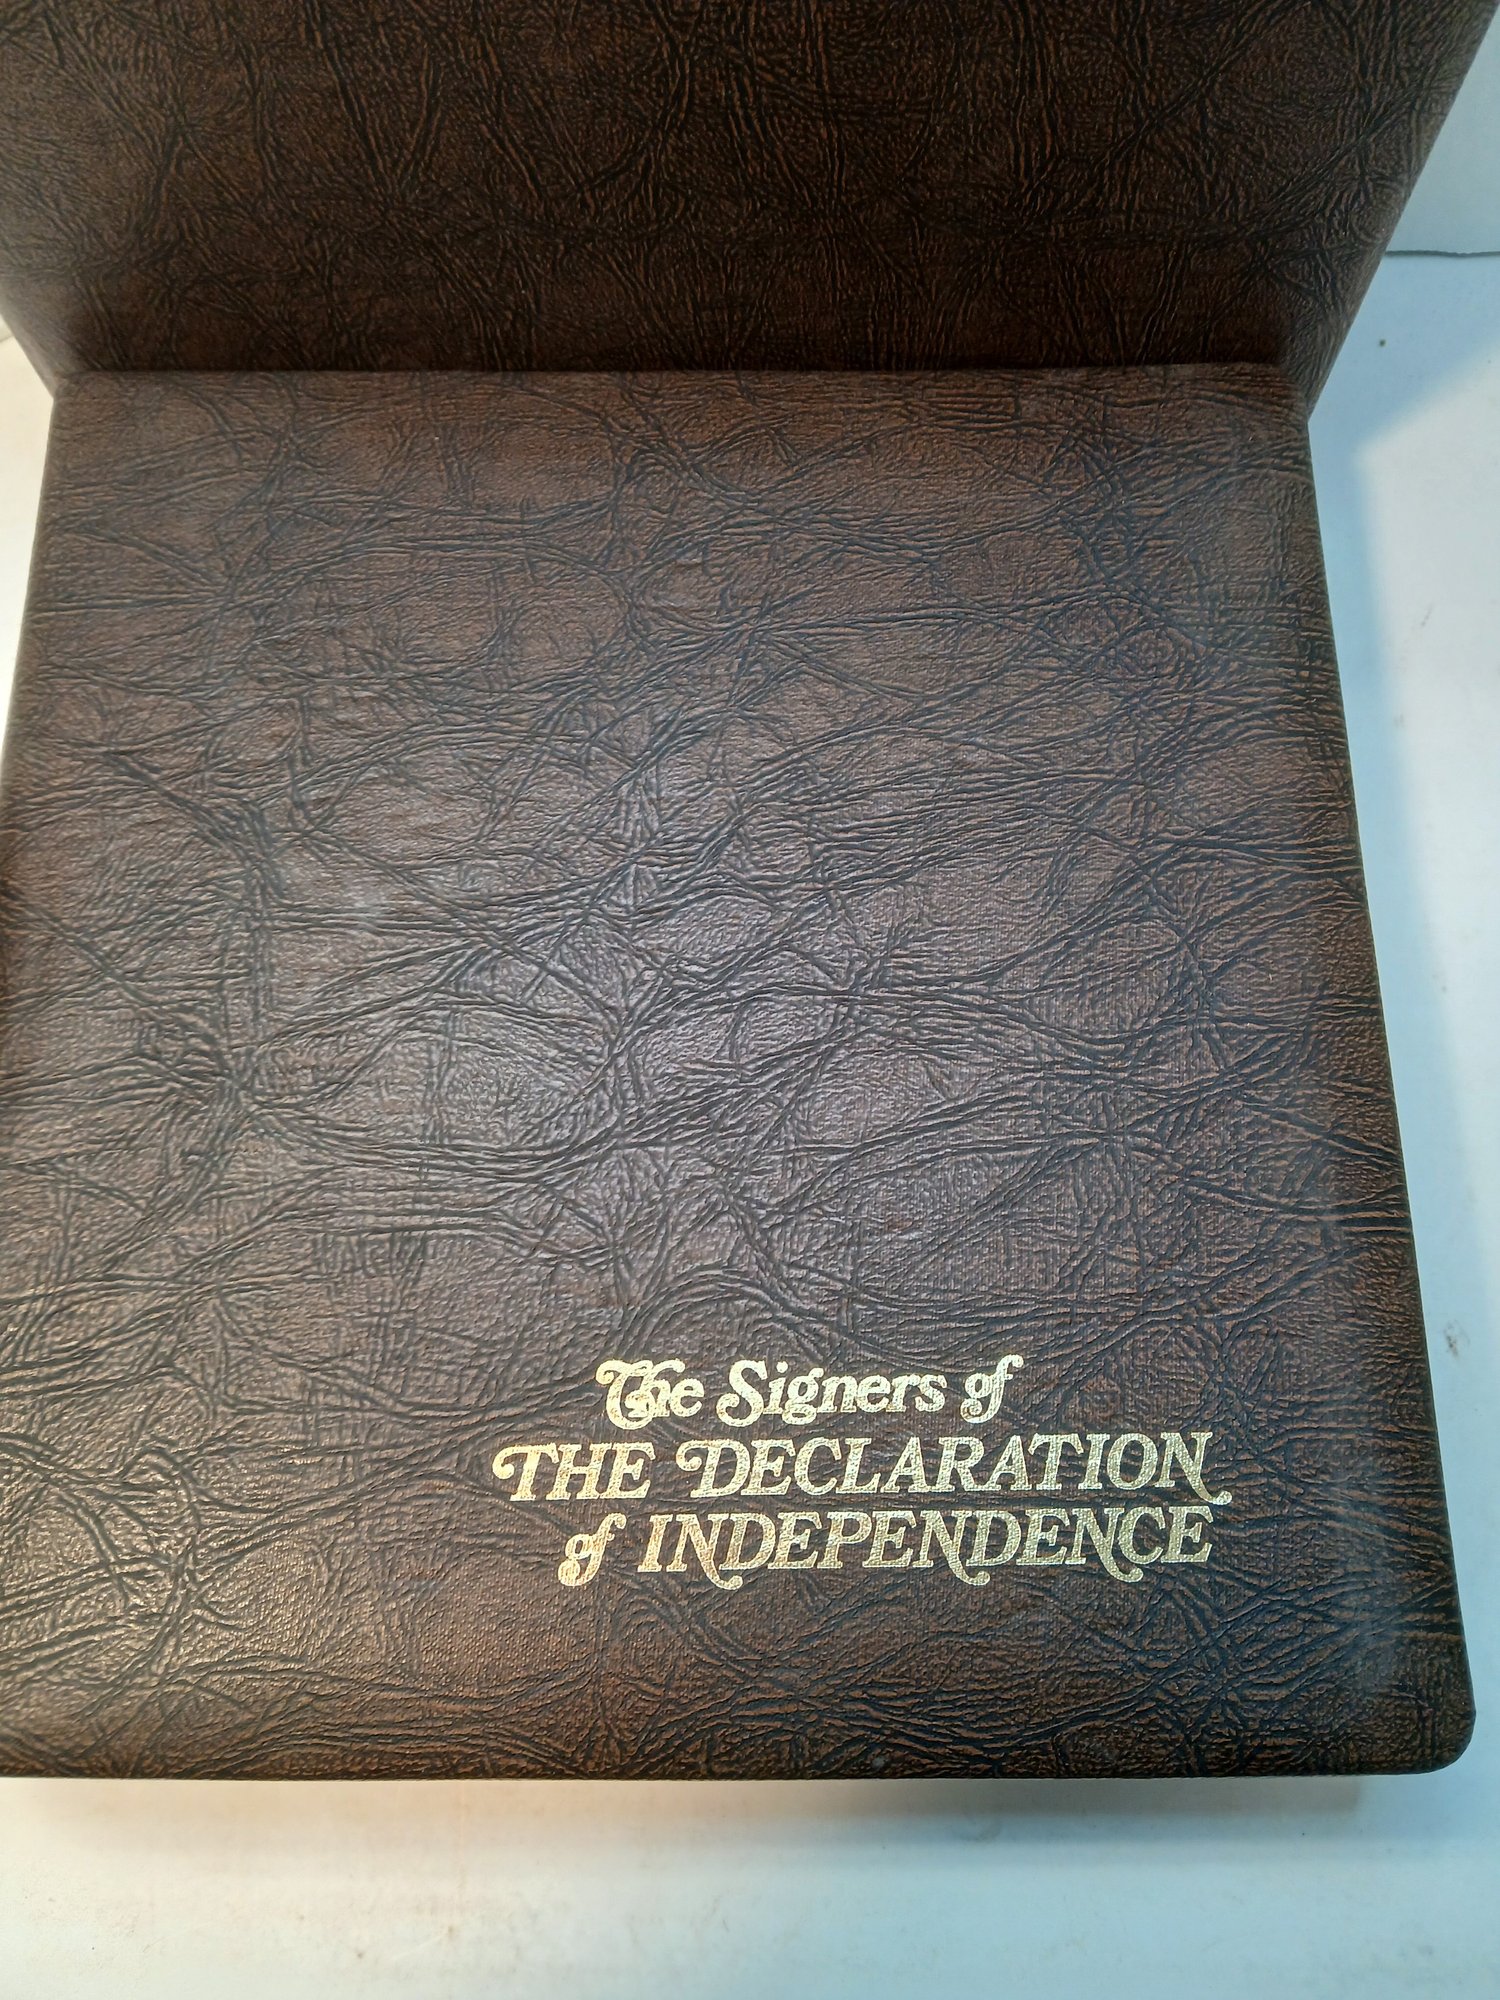 The Signers of
THE DECLARATION
of INDEPENDENCE